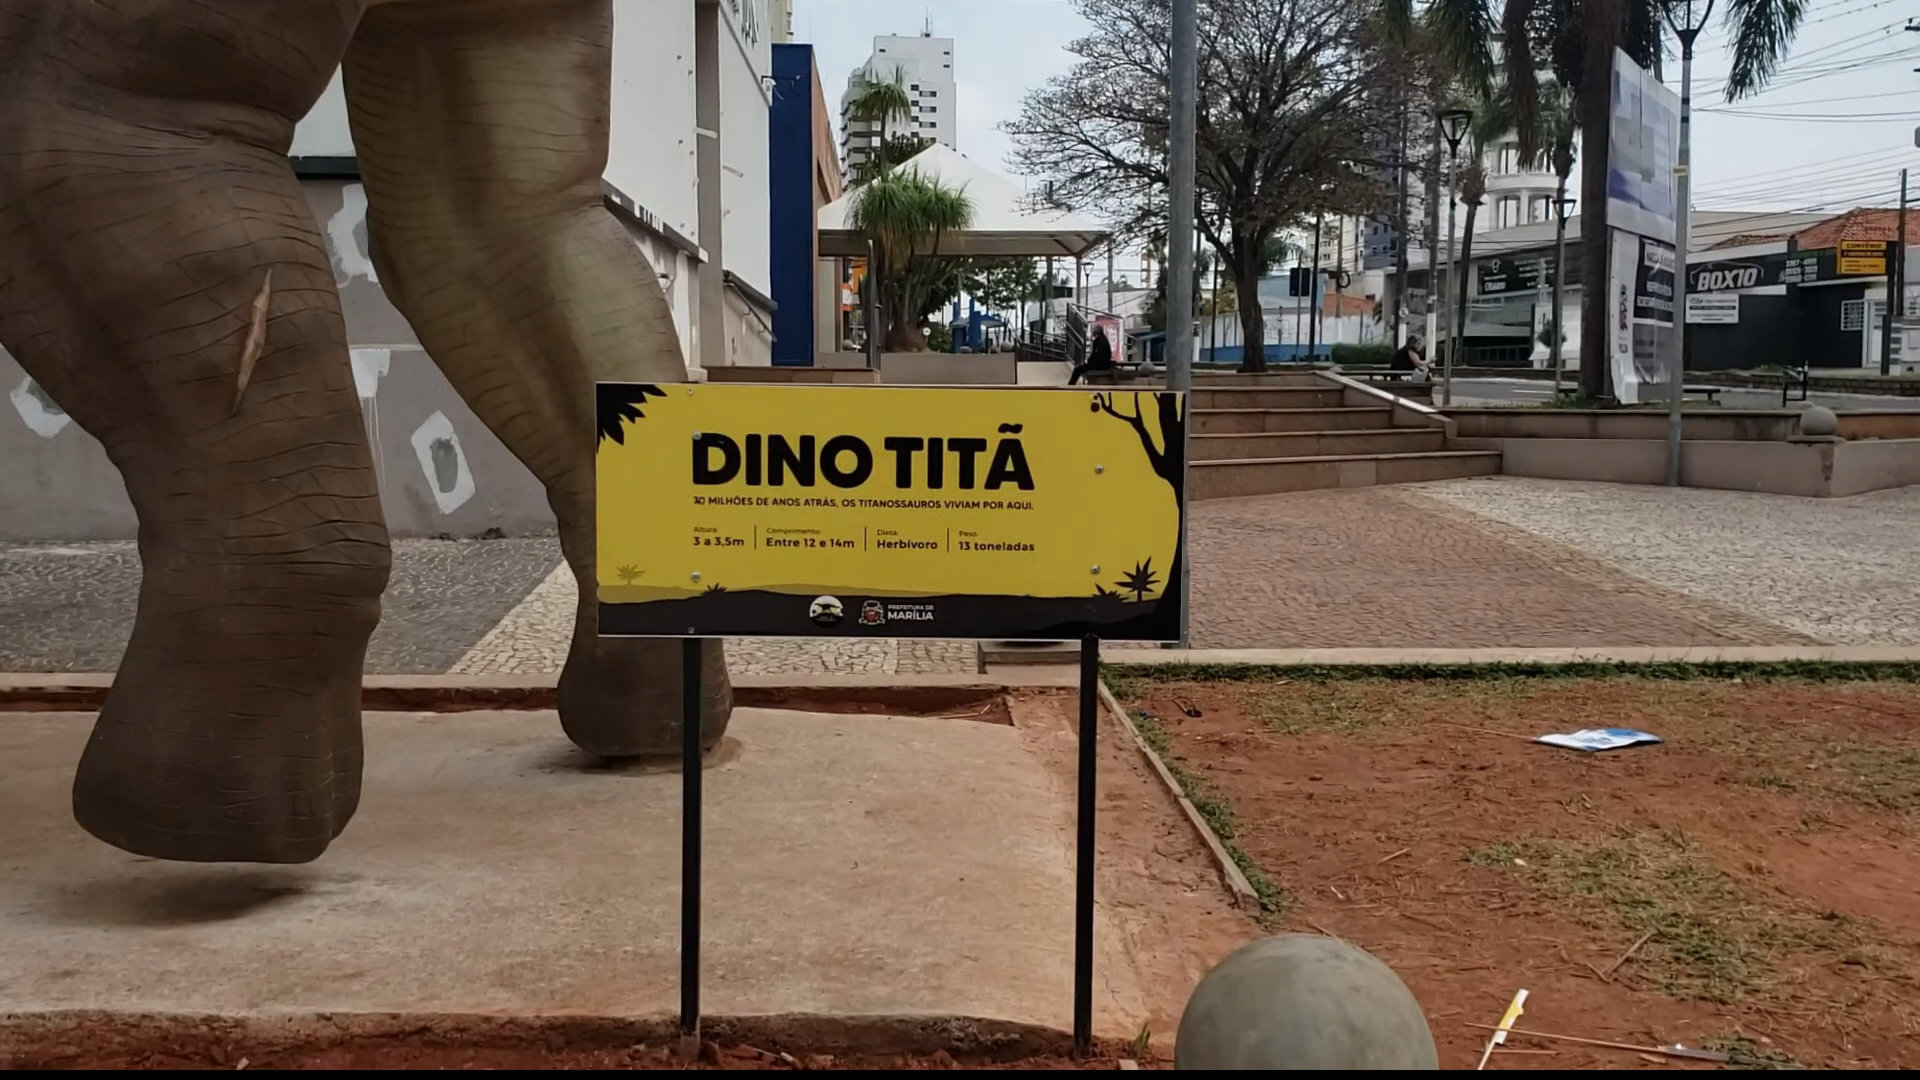 DINO TITÃ
70 MILHÕES DE ANOS ATRÁS, OS TITANOSSAUROS VIVIAM POR AQUI.
Altura
3 a 3,5m
Comprimento
Entre 12 e 14m
Dieta
Herbívoro
Peso
13 toneladas
PREFEITURA DE
MARÍLIA
BOX10
CONVÊNIO